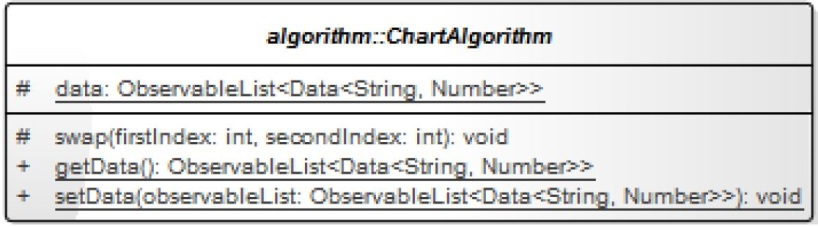 algorithm::ChartAlgorithm
# data: ObservableList<Data<String, Number>>
# swap(firstIndex: int, secondIndex: int): void
+ getData(): ObservableList<Data<String, Number>>
+ setData(observableList: ObservableList<Data<String, Number>>): void